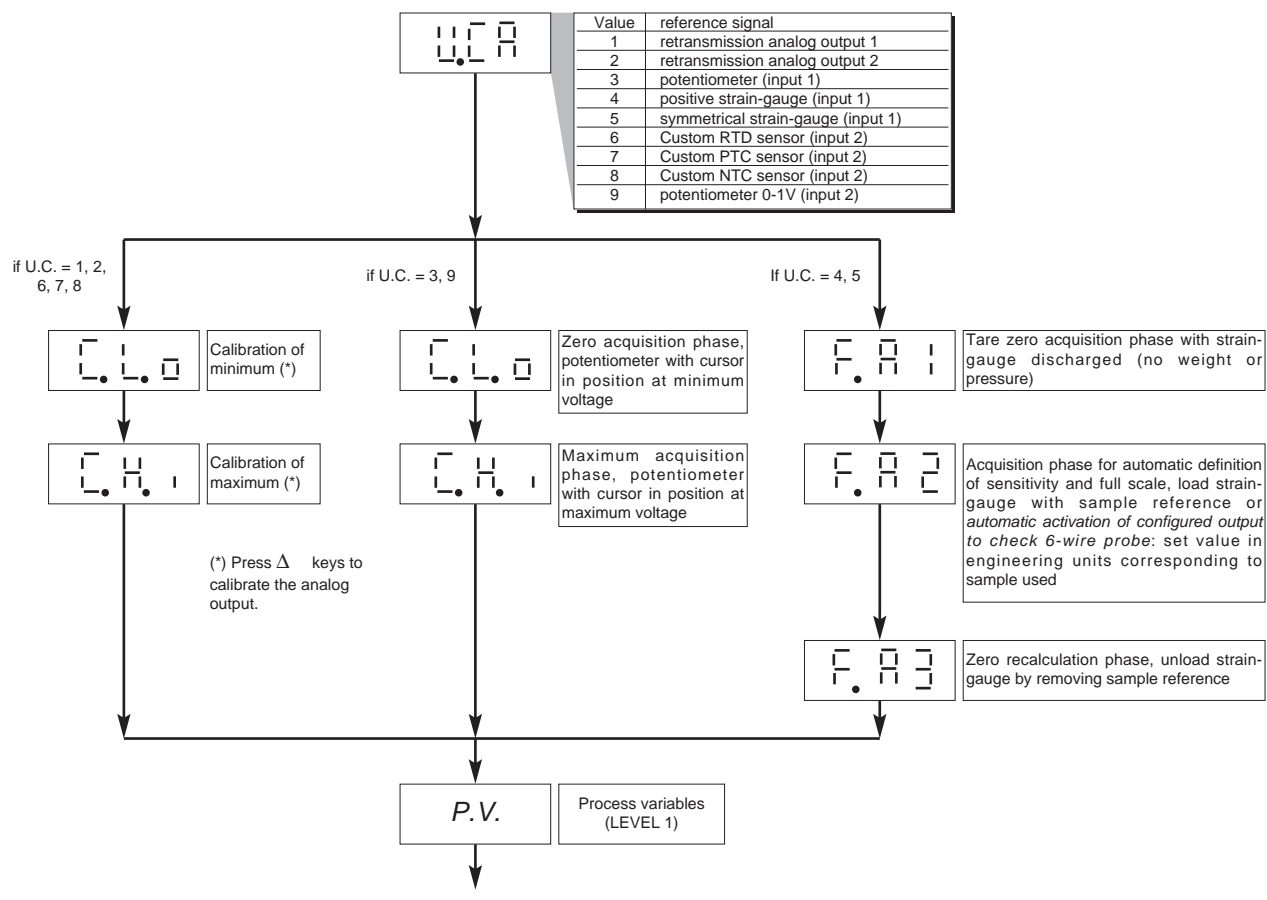 U.CA
Value reference signal
1 retransmission analog output 1
2 retransmission analog output 2
3 potentiometer (input 1)
4 positive strain-gauge (input 1)
5 symmetrical strain-gauge (input 1)
6 Custom RTD sensor (input 2)
7 Custom PTC sensor (input 2)
8 Custom NTC sensor (input 2)
9 potentiometer 0-1V (input 2)
if U.C. = 1, 2,
6, 7, 8
if U.C. = 3, 9
If U.C. = 4, 5
C.L.o
Calibration of
minimum (*)
C.L.o
Zero acquisition phase,
potentiometer with cursor
in position at minimum
voltage
F.A1
Tare zero acquisition phase with strain-
gauge discharged (no weight or
pressure)
C.H.i
Calibration of
maximum (*)
C.H.i
Maximum acquisition
phase, potentiometer
with cursor in position at
maximum voltage
F.A2
Acquisition phase for automatic definition
of sensitivity and full scale, load strain-
gauge with sample reference or
automatic activation of configured output
to check 6-wire probe: set value in
engineering units corresponding to
sample used
(*) Press Δ keys to
calibrate the analog
output.
F.A3
Zero recalculation phase, unload strain-
gauge by removing sample reference
P.V.
Process variables
(LEVEL 1)